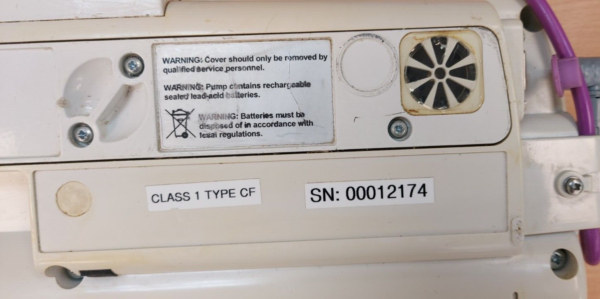 WARNING: Cover should only be removed by
qualified service personnel.
WARNING: Pump contains rechargeable
sealed lead-acid batteries.
WARNING: Batteries must be
disposed of in accordance with
local regulations.
CLASS 1 TYPE CF
SN: 00012174